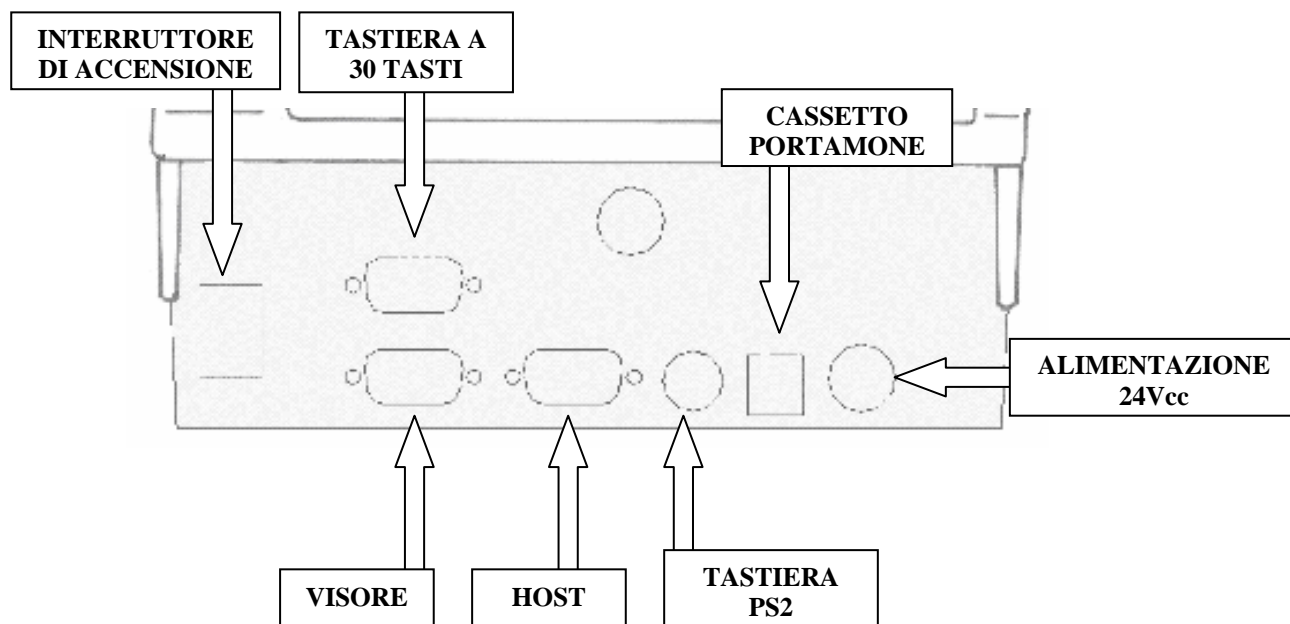 INTERRUTTORE
DI ACCENSIONE
TASTIERA A
30 TASTI
CASSETTO
PORTAMONE
ALIMENTAZIONE
24Vcc
VISORE
HOST
TASTIERA
PS2